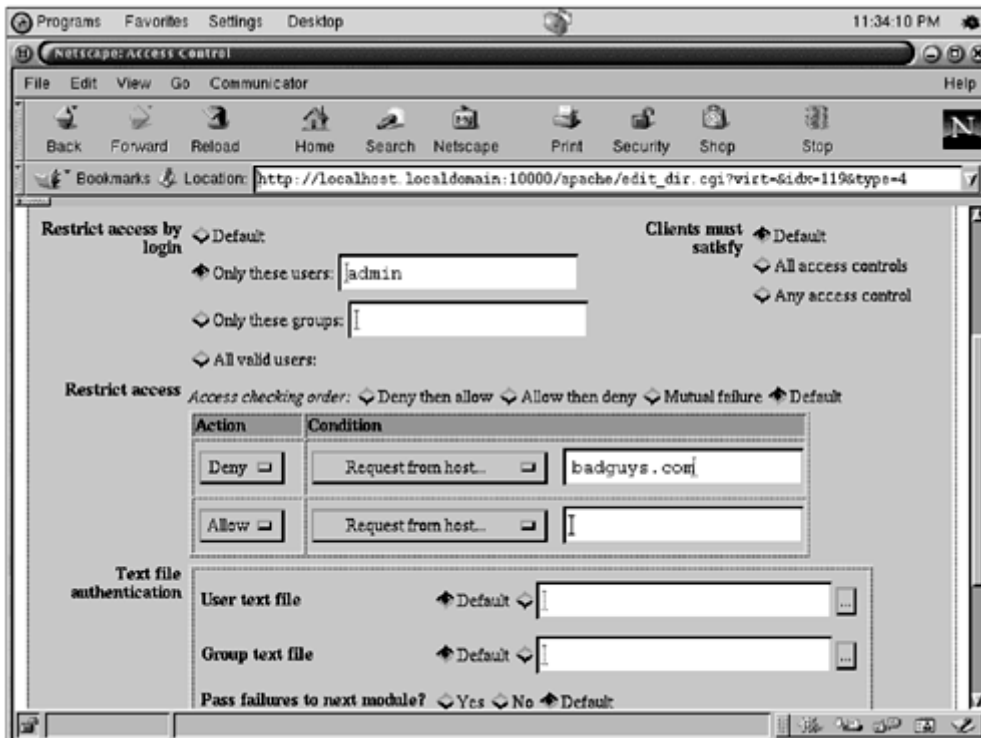 Programs Favorites Settings Desktop 11:34:10 PM
Netscape: Access Control
File Edit View Go Communicator Help
Back Forward Reload Home Search Netscape Print Security Shop Stop N
Bookmarks Location: http://localhost.localdomain:10000/apache/edit_dir.cgi?virt=&idx=119&type=4
Restrict access by login Default
Only these users: admin
Only these groups:
All valid users:
Clients must satisfy Default
All access controls
Any access control
Restrict access Access checking order: Deny then allow Allow then deny Mutual failure Default
Action Condition
Deny Request from host... badguys.com
Allow Request from host...
Text file authentication
User text file Default ...
Group text file Default ...
Pass failures to next module? Yes No Default